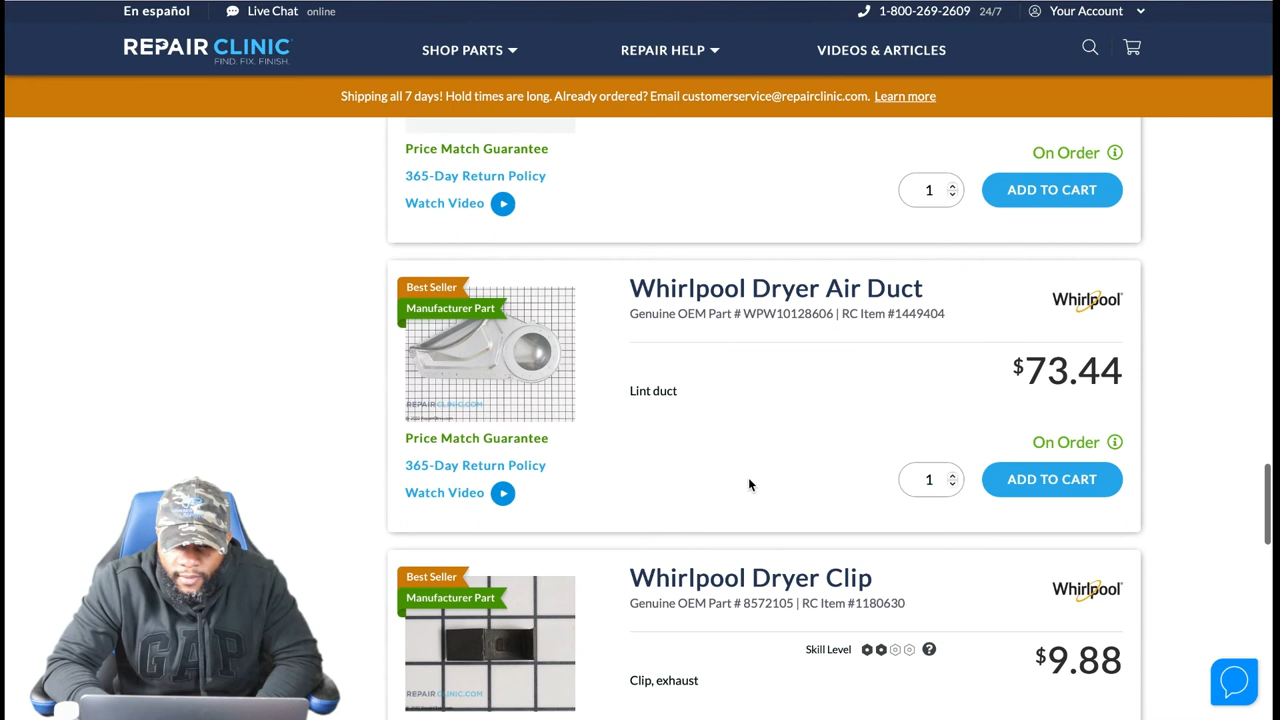 En español
Live Chat online
1-800-269-2609 24/7
Your Account
REPAIR CLINIC
FIND. FIX. FINISH.
SHOP PARTS
REPAIR HELP
VIDEOS & ARTICLES
Shipping all 7 days! Hold times are long. Already ordered? Email customerservice@repairclinic.com. Learn more
Price Match Guarantee
365-Day Return Policy
Watch Video
On Order
1
ADD TO CART
Best Seller
Manufacturer Part
REPAIRCLINIC.COM
Price Match Guarantee
365-Day Return Policy
Watch Video
Whirlpool Dryer Air Duct
Genuine OEM Part # WPW10128606 | RC Item #1449404
Whirlpool
$73.44
Lint duct
On Order
1
ADD TO CART
Best Seller
Manufacturer Part
REPAIRCLINIC.COM
Whirlpool Dryer Clip
Genuine OEM Part # 8572105 | RC Item #1180630
Whirlpool
Skill Level
?
$9.88
Clip, exhaust
GAP